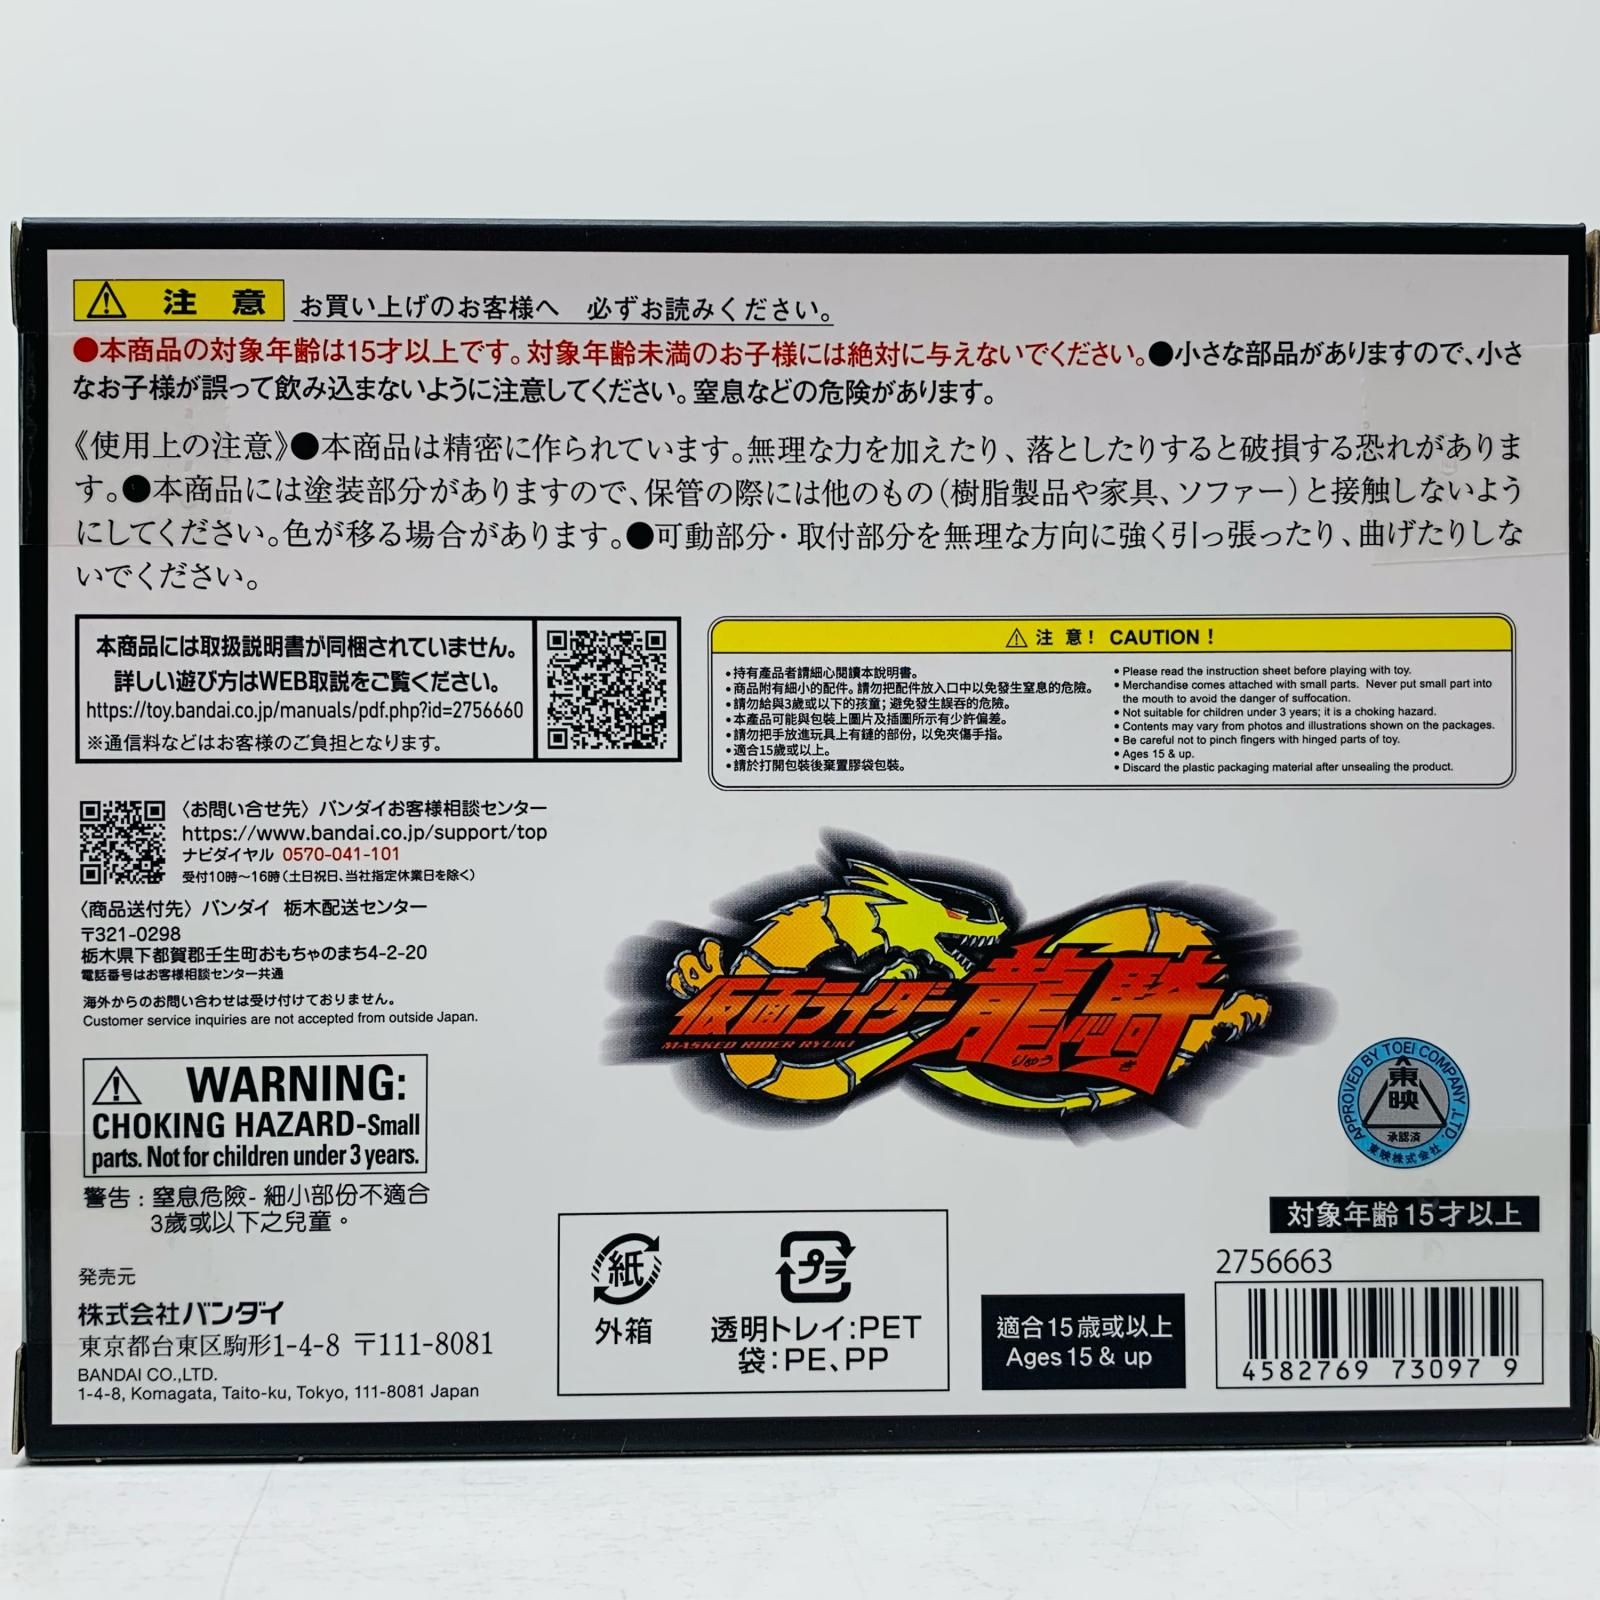 注意 お買い上げのお客様へ 必ずお読みください。
●本商品の対象年齢は15才以上です。対象年齢未満のお子様には絶対に与えないでください。●小さな部品がありますので、小さ
なお子様が誤って飲み込まないように注意してください。窒息などの危険があります。
《使用上の注意》●本商品は精密に作られています。無理な力を加えたり、落としたりすると破損する恐れがありま
す。●本商品には塗装部分がありますので、保管の際には他のもの(樹脂製品や家具、ソファー)と接触しないよう
にしてください。色が移る場合があります。●可動部分・取付部分を無理な方向に強く引っ張ったり、曲げたりしな
いでください。
本商品には取扱説明書が同梱されていません。
詳しい遊び方はWEB取説をご覧ください。
https://toy.bandai.co.jp/manuals/pdf.php?id=2756660
※通信料などはお客様のご負担となります。
注意! CAUTION!
•持有產品者請細心閱讀本說明書。
•商品附有細小的配件。請勿把配件放入口中以免發生窒息的危險。
•請勿給與3歲或以下的孩童;避免發生誤吞的危險。
•本產品可能與包裝上圖片及插圖所示有少許偏差。
•請勿把手放進玩具上有鏈的部份,以免夾傷手指。
•適合15歲或以上。
•請於打開包裝後棄置膠袋包裝。
• Please read the instruction sheet before playing with toy.
• Merchandise comes attached with small parts. Never put small part into
the mouth to avoid the danger of suffocation.
• Not suitable for children under 3 years; it is a choking hazard.
• Contents may vary from photos and illustrations shown on the packages.
• Be careful not to pinch fingers with hinged parts of toy.
• Ages 15 & up.
• Discard the plastic packaging material after unsealing the product.
〈お問い合せ先〉バンダイお客様相談センター
https://www.bandai.co.jp/support/top
ナビダイヤル 0570-041-101
受付10時～16時(土日祝日、当社指定休業日を除く)
〈商品送付先〉バンダイ 栃木配送センター
〒321-0298
栃木県下都賀郡壬生町おもちゃのまち4-2-20
電話番号はお客様相談センター共通
海外からのお問い合わせは受け付けておりません。
Customer service inquiries are not accepted from outside Japan.
仮面ライダー龍騎
MASKED RIDER RYUKI
りゅう き
APPROVED BY TOEI COMPANY, LTD.
東映
承認済
東映株式会社
WARNING:
CHOKING HAZARD-Small
parts. Not for children under 3 years.
警告:窒息危險-細小部份不適合
3歲或以下之兒童。
発売元
株式会社バンダイ
東京都台東区駒形1-4-8 〒111-8081
BANDAI CO.,LTD.
1-4-8, Komagata, Taito-ku, Tokyo, 111-8081 Japan
紙
外箱
プラ
透明トレイ:PET
袋:PE、PP
適合15歲或以上
Ages 15 & up
対象年齢15才以上
2756663
4582769 73097 9